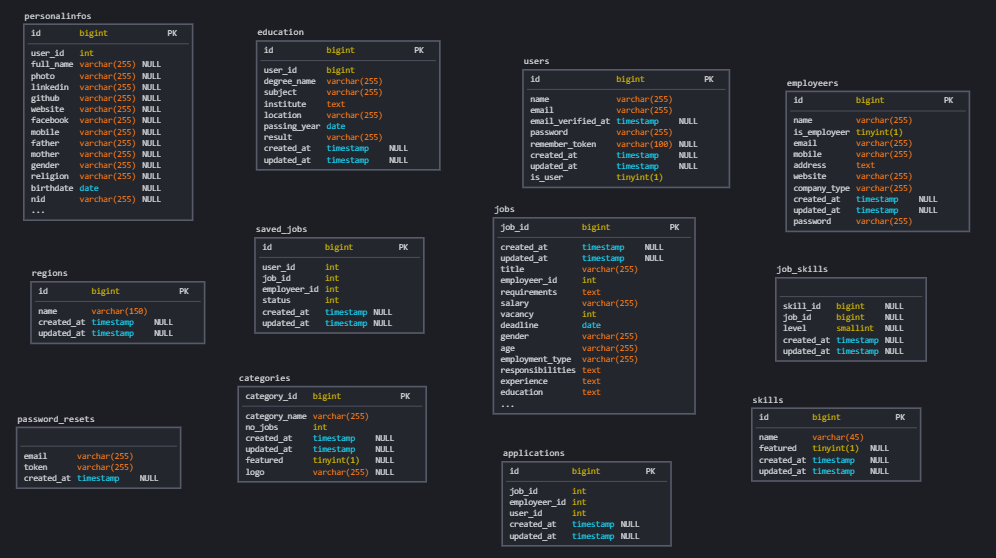 personalinfos
id bigint PK
user_id int
full_name varchar(255) NULL
photo varchar(255) NULL
linkedin varchar(255) NULL
github varchar(255) NULL
website varchar(255) NULL
facebook varchar(255) NULL
mobile varchar(255) NULL
father varchar(255) NULL
mother varchar(255) NULL
gender varchar(255) NULL
religion varchar(255) NULL
birthdate date NULL
nid varchar(255) NULL
...
education
id bigint PK
user_id bigint
degree_name varchar(255)
subject varchar(255)
institute text
location varchar(255)
passing_year date
result varchar(255)
created_at timestamp NULL
updated_at timestamp NULL
users
id bigint PK
name varchar(255)
email varchar(255)
email_verified_at timestamp NULL
password varchar(255)
remember_token varchar(100) NULL
created_at timestamp NULL
updated_at timestamp NULL
is_user tinyint(1)
employeers
id bigint PK
name varchar(255)
is_employer tinyint(1)
email varchar(255)
mobile varchar(255)
address text
website varchar(255)
company_type varchar(255)
created_at timestamp NULL
updated_at timestamp NULL
password varchar(255)
saved_jobs
id bigint PK
user_id int
job_id int
employeer_id int
status int
created_at timestamp NULL
updated_at timestamp NULL
jobs
job_id bigint PK
created_at timestamp NULL
updated_at timestamp NULL
title varchar(255)
employeer_id int
requirements text
salary varchar(255)
vacancy int
deadline date
gender varchar(255)
age varchar(255)
employment_type varchar(255)
responsibilities text
experience text
education text
...
regions
id bigint PK
name varchar(150)
created_at timestamp NULL
updated_at timestamp NULL
job_skills
skill_id bigint NULL
job_id bigint NULL
level smallint NULL
created_at timestamp NULL
updated_at timestamp NULL
categories
category_id bigint PK
category_name varchar(255)
no_jobs int
created_at timestamp NULL
updated_at timestamp NULL
featured tinyint(1) NULL
logo varchar(255) NULL
password_resets
email varchar(255)
token varchar(255)
created_at timestamp NULL
skills
id bigint PK
name varchar(45)
featured tinyint(1) NULL
created_at timestamp NULL
updated_at timestamp NULL
applications
id bigint PK
job_id int
employeer_id int
user_id int
created_at timestamp NULL
updated_at timestamp NULL